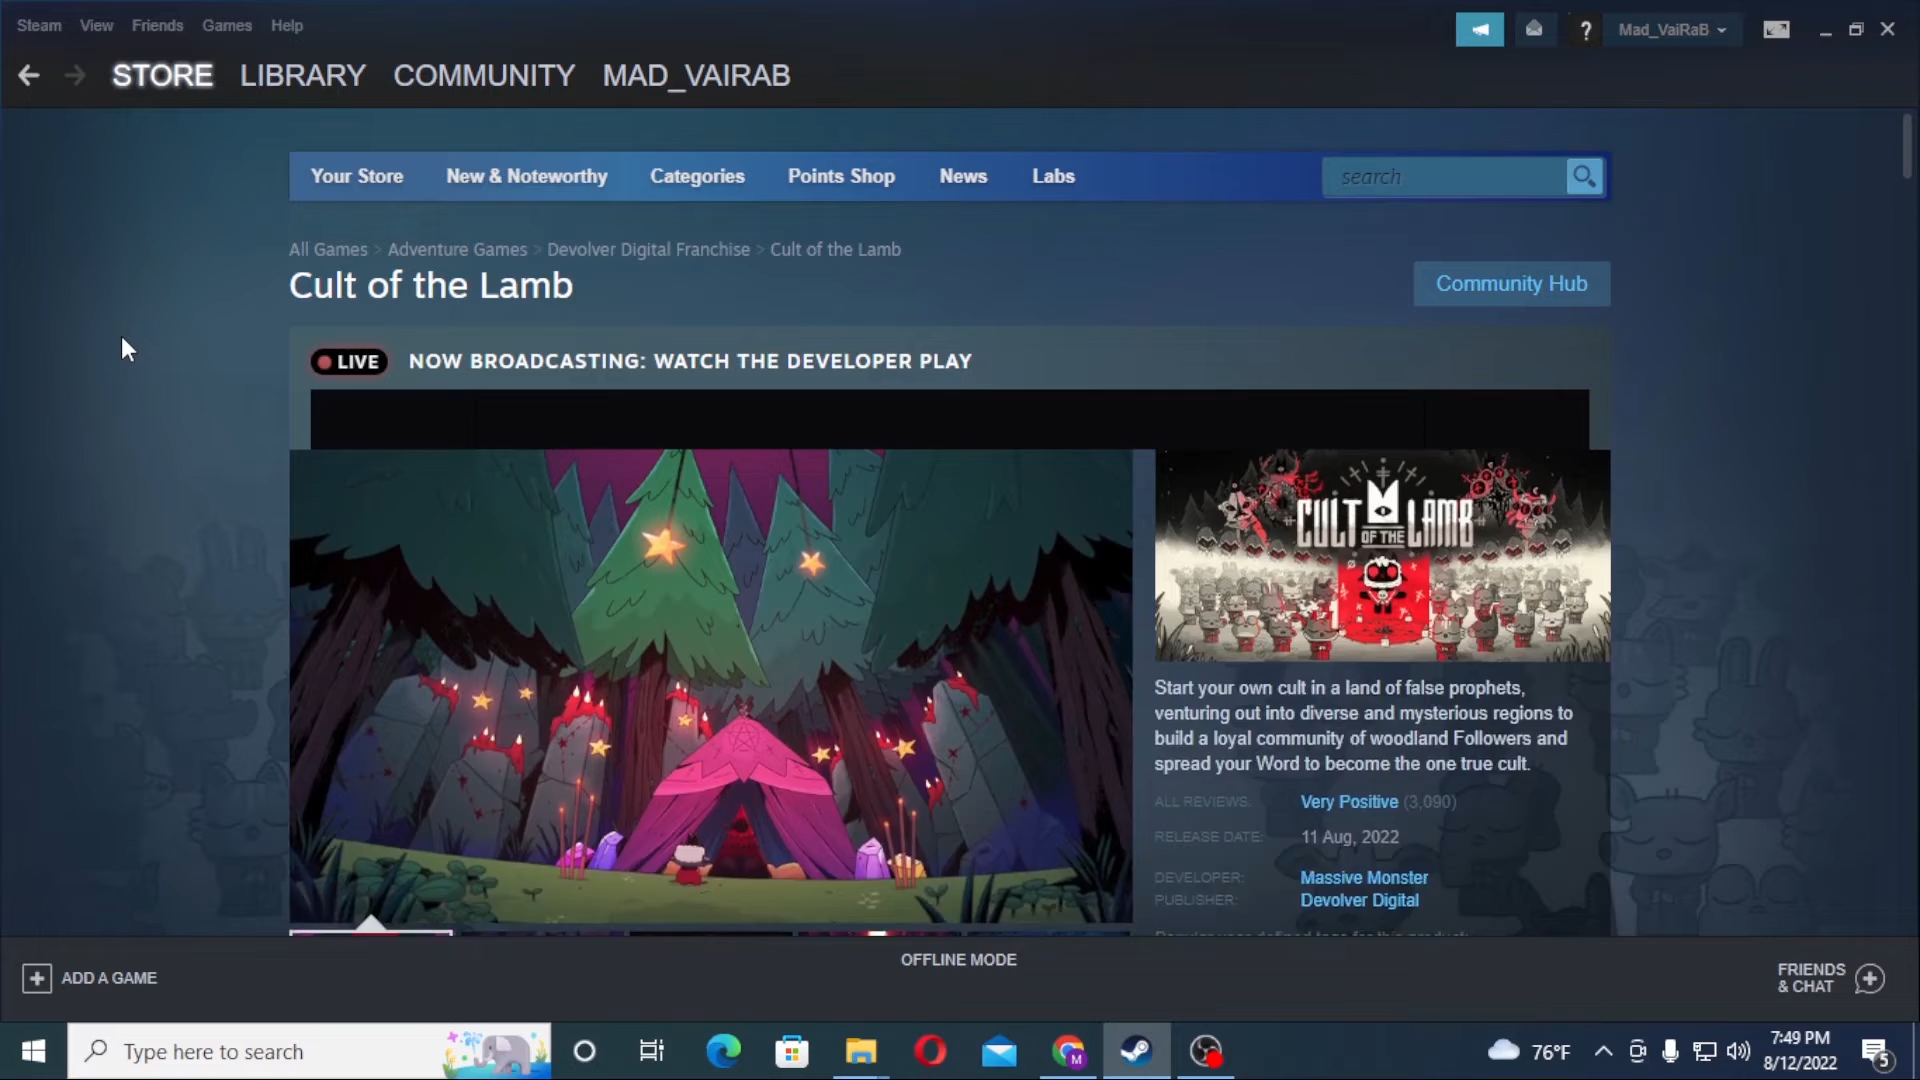 Steam View Friends Games Help
Mad_VaiRaB
STORE LIBRARY COMMUNITY MAD_VAIRAB
Your Store New & Noteworthy Categories Points Shop News Labs search
All Games > Adventure Games > Devolver Digital Franchise > Cult of the Lamb
Cult of the Lamb
Community Hub
LIVE NOW BROADCASTING: WATCH THE DEVELOPER PLAY
CULT OF THE LAMB
Start your own cult in a land of false prophets,
venturing out into diverse and mysterious regions to
build a loyal community of woodland Followers and
spread your Word to become the one true cult.
ALL REVIEWS: Very Positive (3,090)
RELEASE DATE: 11 Aug, 2022
DEVELOPER: Massive Monster
PUBLISHER: Devolver Digital
OFFLINE MODE
ADD A GAME
FRIENDS
& CHAT
Type here to search
M
76°F
7:49 PM
8/12/2022
5